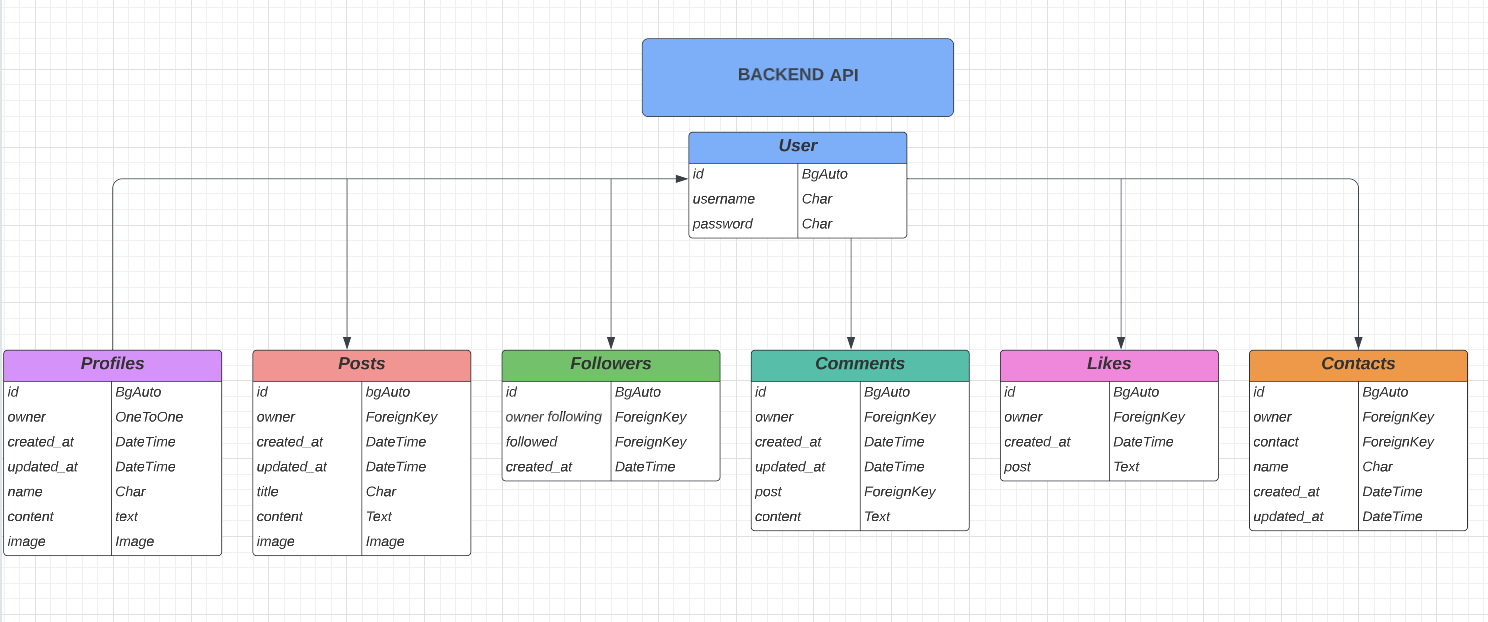 BACKEND API
User
id BgAuto
username Char
password Char
Profiles
id BgAuto
owner OneToOne
created_at DateTime
updated_at DateTime
name Char
content text
image Image
Posts
id bgAuto
owner ForeignKey
created_at DateTime
updated_at DateTime
title Char
content Text
image Image
Followers
id BgAuto
owner following ForeignKey
followed ForeignKey
created_at DateTime
Comments
id BgAuto
owner ForeignKey
created_at DateTime
updated_at DateTime
post ForeignKey
content Text
Likes
id BgAuto
owner ForeignKey
created_at DateTime
post Text
Contacts
id BgAuto
owner ForeignKey
contact ForeignKey
name Char
created_at DateTime
updated_at DateTime